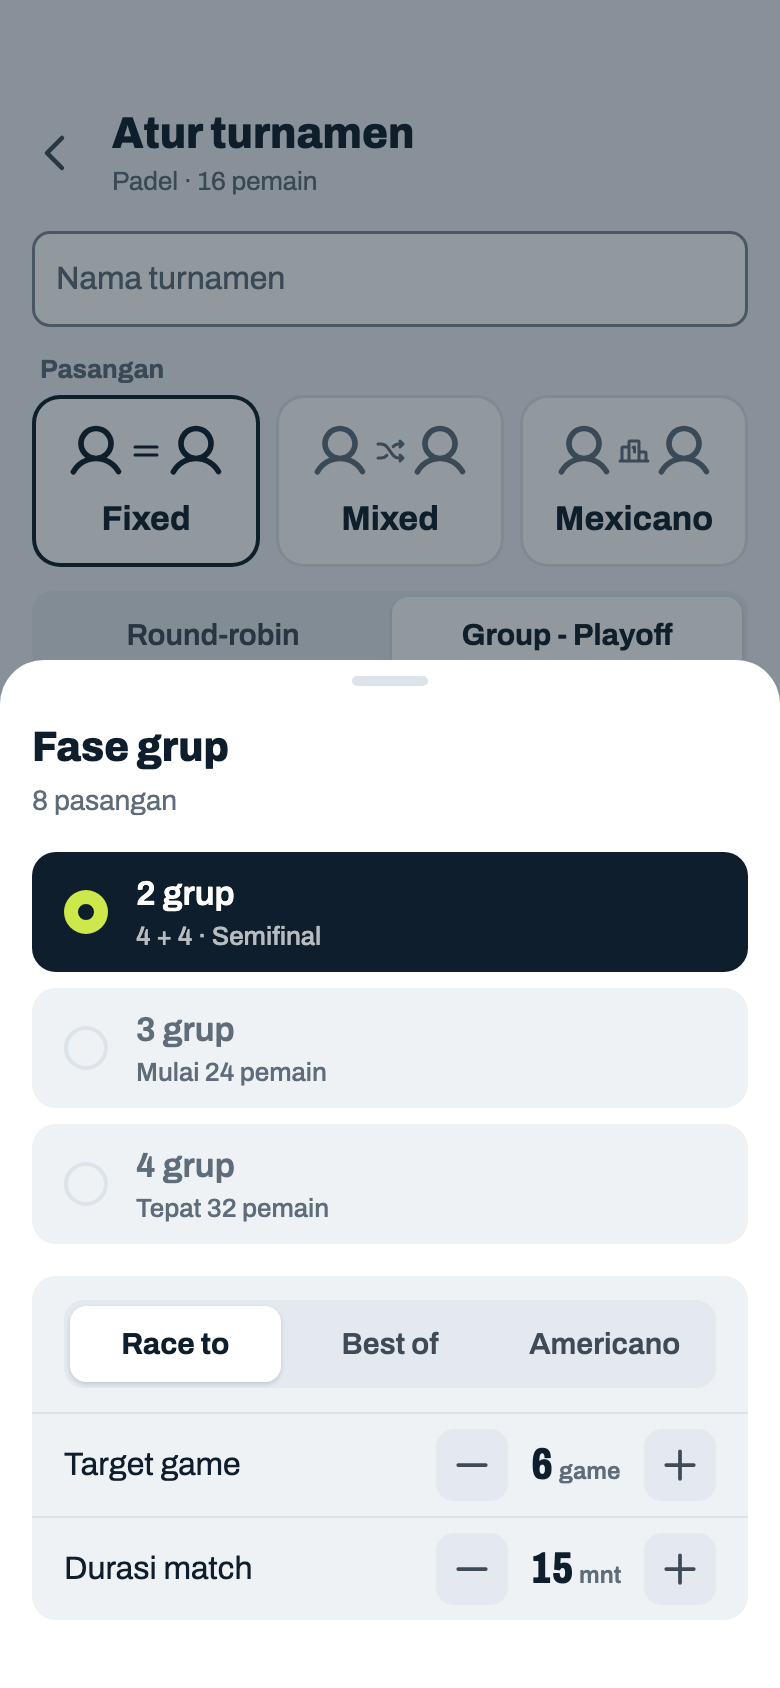 Atur turnamen
Padel · 16 pemain
Nama turnamen
Pasangan
Fixed
Mixed
Mexicano
Round-robin
Group - Playoff
Fase grup
8 pasangan
2 grup
4 + 4 · Semifinal
3 grup
Mulai 24 pemain
4 grup
Tepat 32 pemain
Race to
Best of
Americano
Target game
6 game
Durasi match
15 mnt